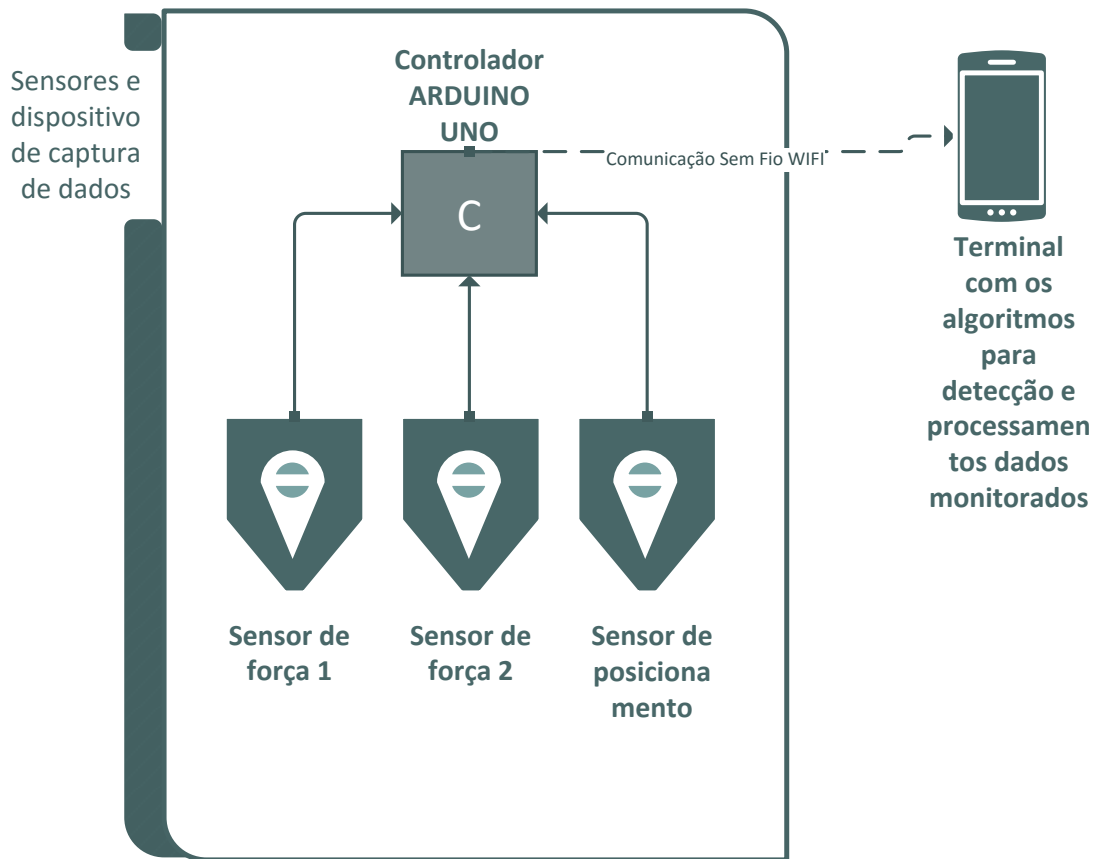 Sensores e
dispositivo
de captura
de dados
Controlador
ARDUINO
UNO
C
Comunicação Sem Fio WIFI
Terminal
com os
algoritmos
para
detecção e
processamen
tos dados
monitorados
Sensor de
força 1
Sensor de
força 2
Sensor de
posiciona
mento